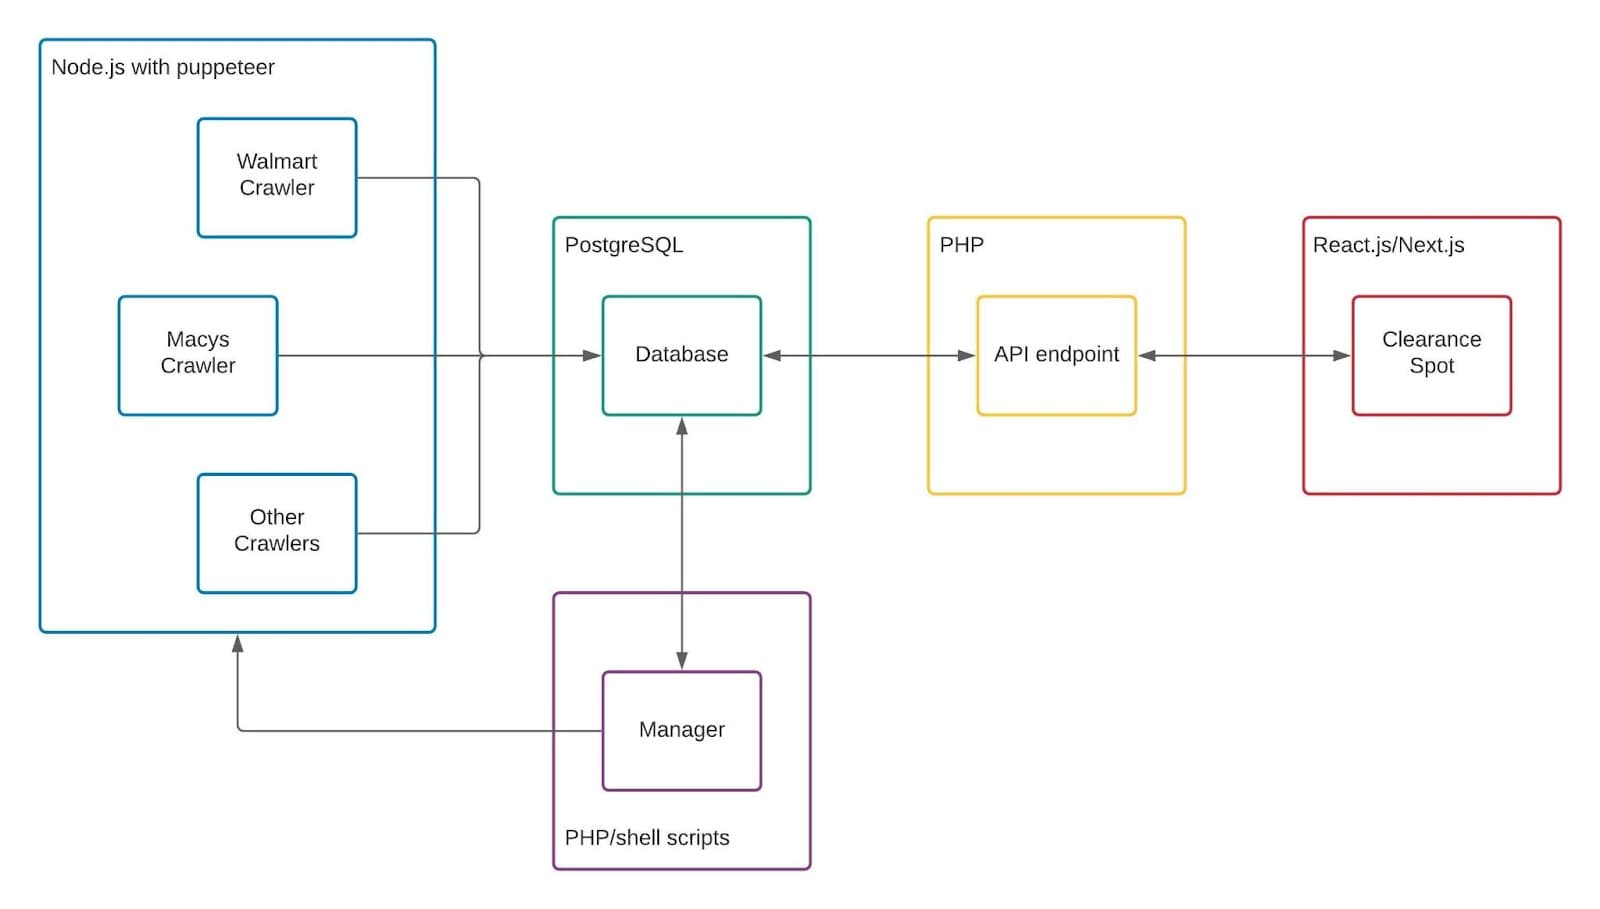 Node.js with puppeteer
Walmart
Crawler
Macys
Crawler
Other
Crawlers
PostgreSQL
Database
PHP
API endpoint
React.js/Next.js
Clearance
Spot
Manager
PHP/shell scripts